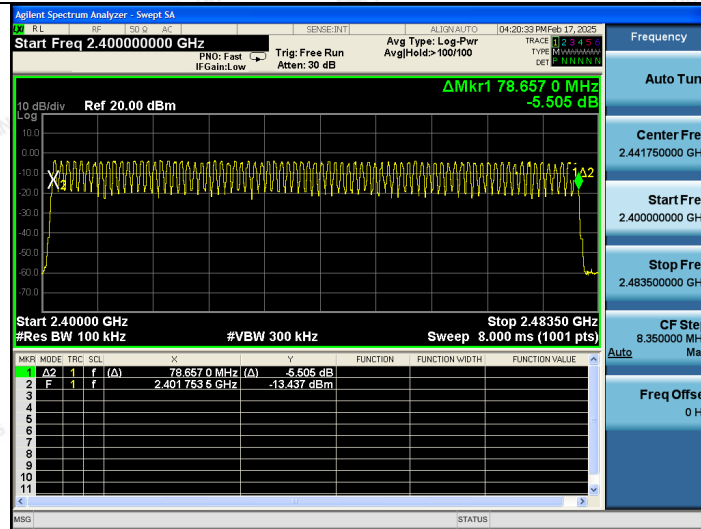 Agilent Spectrum Analyzer - Swept SA
LXI RL RF 50 Ω AC SENSE:INT ALIGN AUTO 04:20:33 PM Feb 17, 2025
Start Freq 2.400000000 GHz
PNO: Fast
IFGain:Low
Trig: Free Run
Atten: 30 dB
Avg Type: Log-Pwr
Avg|Hold:>100/100
TRACE 1 2 3 4 5 6
TYPE M
DET P N N N N N
ΔMkr1 78.657 0 MHz
-5.505 dB
10 dB/div Ref 20.00 dBm
Log
10.0
0.00
-10.0
-20.0
-30.0
-40.0
-50.0
-60.0
-70.0
2
1Δ2
Start 2.40000 GHz Stop 2.48350 GHz
#Res BW 100 kHz #VBW 300 kHz Sweep 8.000 ms (1001 pts)
MKR MODE TRC SCL X Y FUNCTION FUNCTION WIDTH FUNCTION VALUE
1 Δ2 1 f (Δ) 78.657 0 MHz (Δ) -5.505 dB
2 F 1 f 2.401 753 5 GHz -13.437 dBm
3
4
5
6
7
8
9
10
11
MSG STATUS
Frequency
Auto Tun
Center Fre
2.441750000 GH
Start Fre
2.400000000 GH
Stop Fre
2.483500000 GH
CF Ste
8.350000 MH
Auto Ma
Freq Offse
0 H